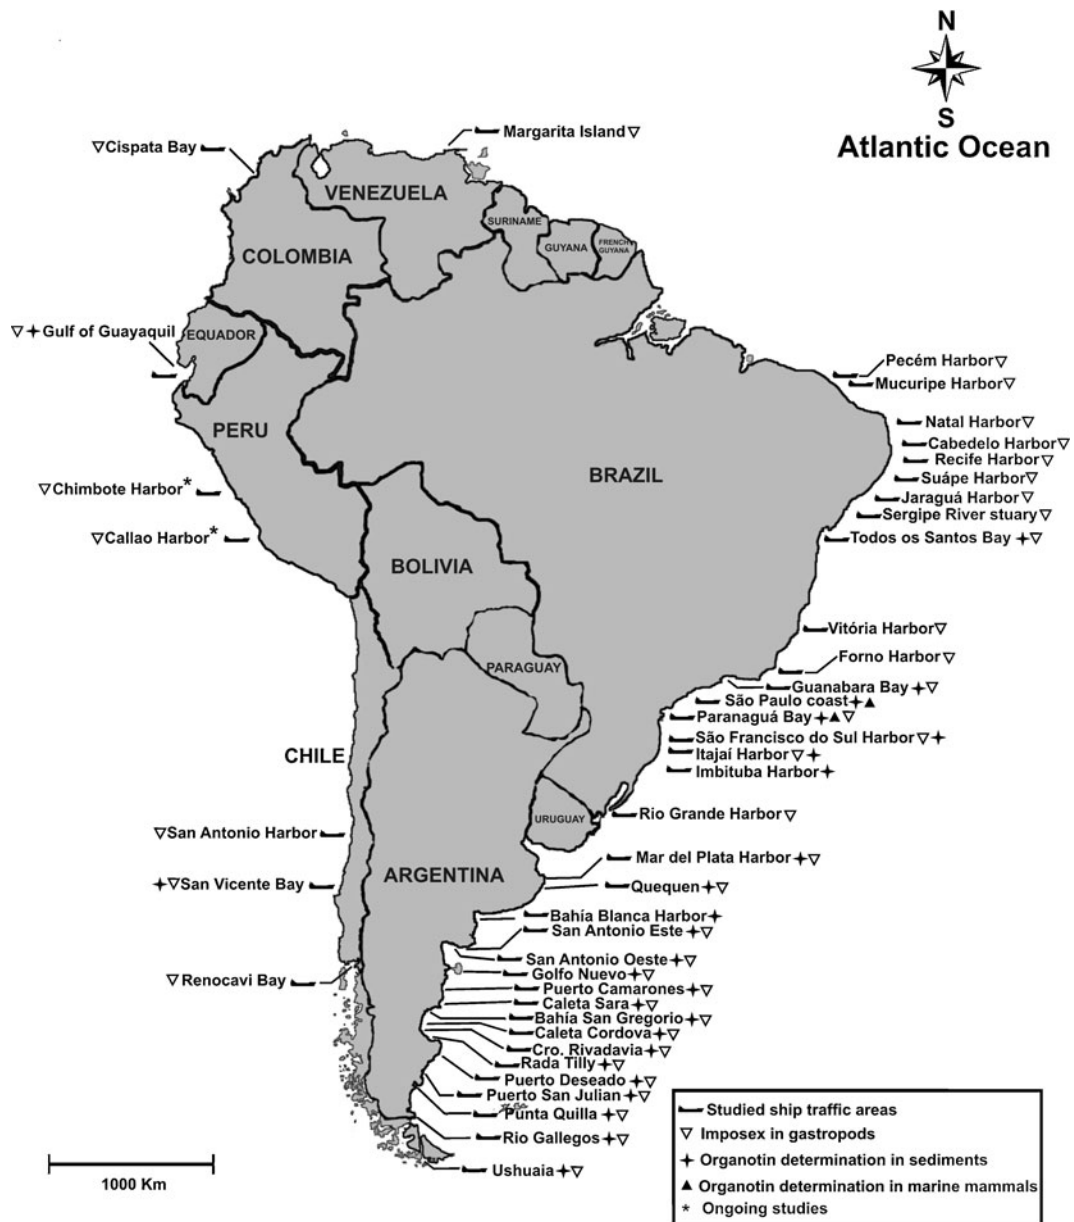 N
S
Atlantic Ocean
Margarita Island
Cispata Bay
VENEZUELA
SURINAME
GUYANA
FRENCH GUYANA
COLOMBIA
Gulf of Guayaquil
EQUADOR
Pecém Harbor
Mucuripe Harbor
PERU
Natal Harbor
Cabedelo Harbor
Recife Harbor
BRAZIL
Suápe Harbor
Chimbote Harbor*
Jaraguá Harbor
Sergipe River stuary
Callao Harbor*
Todos os Santos Bay
BOLIVIA
Vitória Harbor
Forno Harbor
PARAGUAY
Guanabara Bay
São Paulo coast
Paranaguá Bay
São Francisco do Sul Harbor
CHILE
Itajaí Harbor
Imbituba Harbor
Rio Grande Harbor
URUGUAY
San Antonio Harbor
Mar del Plata Harbor
ARGENTINA
San Vicente Bay
Quequen
Bahía Blanca Harbor
San Antonio Este
San Antonio Oeste
Golfo Nuevo
Renocavi Bay
Puerto Camarones
Caleta Sara
Bahía San Gregorio
Caleta Cordova
Cro. Rivadavia
Rada Tilly
Puerto Deseado
Puerto San Julian
Punta Quilla
Rio Gallegos
Ushuaia
1000 Km
Studied ship traffic areas
Imposex in gastropods
Organotin determination in sediments
Organotin determination in marine mammals
* Ongoing studies